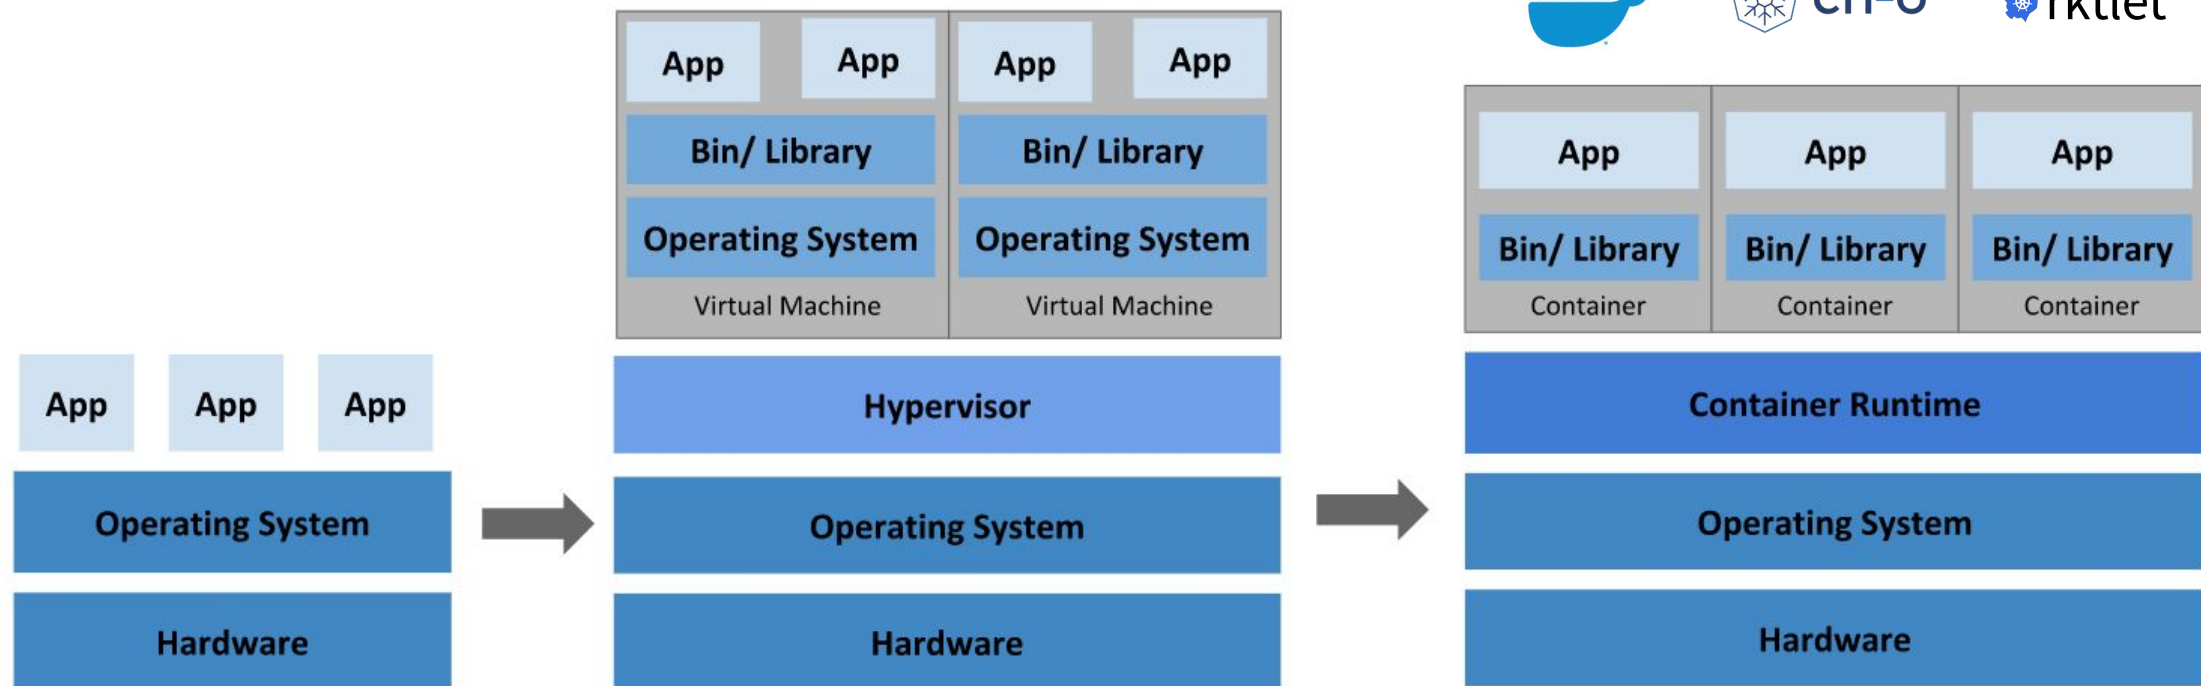 rktlet
App App App App
Bin/ Library Bin/ Library
Operating System Operating System
Virtual Machine Virtual Machine
Hypervisor
Operating System
Hardware
App App App
Operating System
Hardware
App App App
Bin/ Library Bin/ Library Bin/ Library
Container Container Container
Container Runtime
Operating System
Hardware